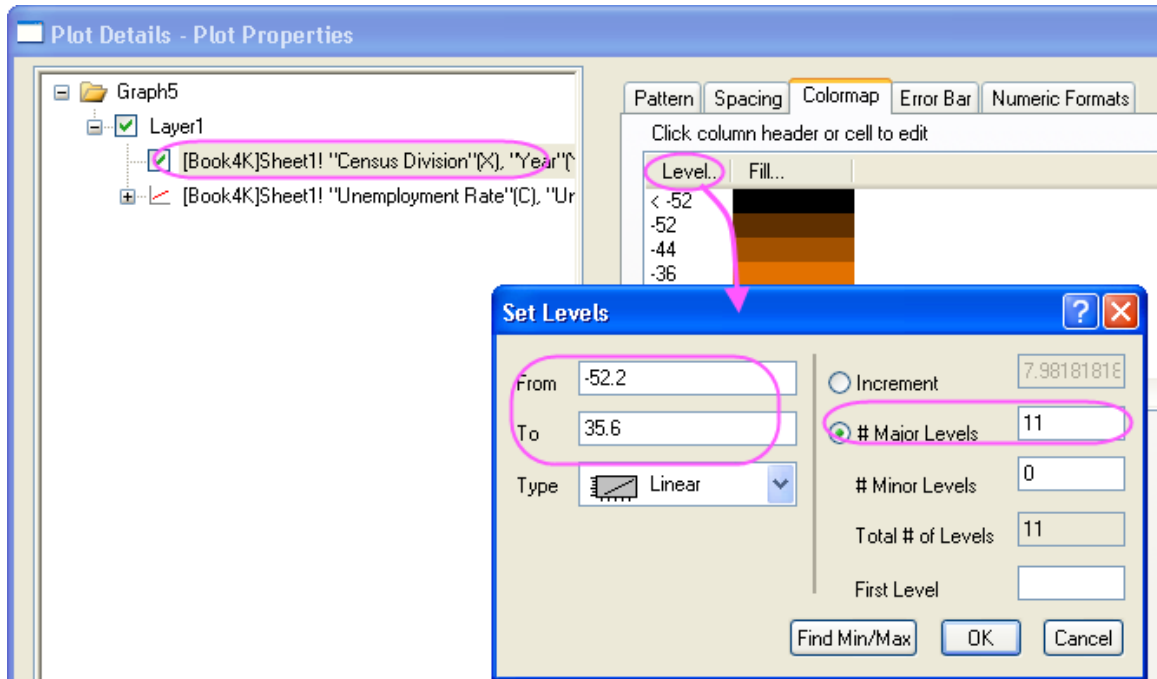 Plot Details - Plot Properties
Graph5
Layer1
[Book4K]Sheet1! "Census Division"(X), "Year"(
[Book4K]Sheet1! "Unemployment Rate"(C), "Ur
Pattern Spacing Colormap Error Bar Numeric Formats
Click column header or cell to edit
Level.. Fill...
< -52
-52
-44
-36
Set Levels
From -52.2
To 35.6
Type Linear
Increment 7.98181818
# Major Levels 11
# Minor Levels 0
Total # of Levels 11
First Level
Find Min/Max OK Cancel